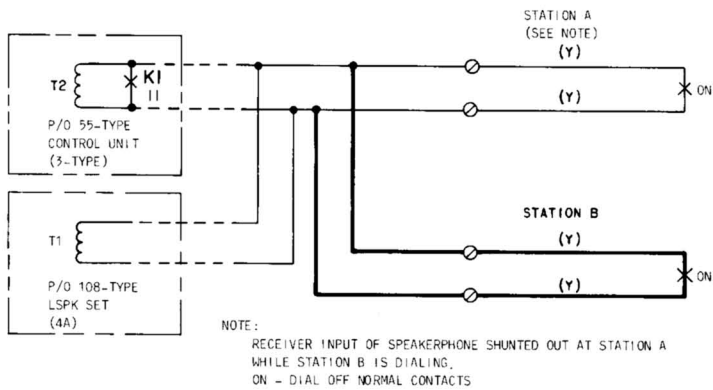 STATION A
(SEE NOTE)
(Y)
ON
(Y)
T2
K1
11
P/O 55-TYPE
CONTROL UNIT
(3-TYPE)
STATION B
(Y)
ON
(Y)
T1
P/O 108-TYPE
LSPK SET
(4A)
NOTE:
RECEIVER INPUT OF SPEAKERPHONE SHUNTED OUT AT STATION A
WHILE STATION B IS DIALING.
ON - DIAL OFF NORMAL CONTACTS